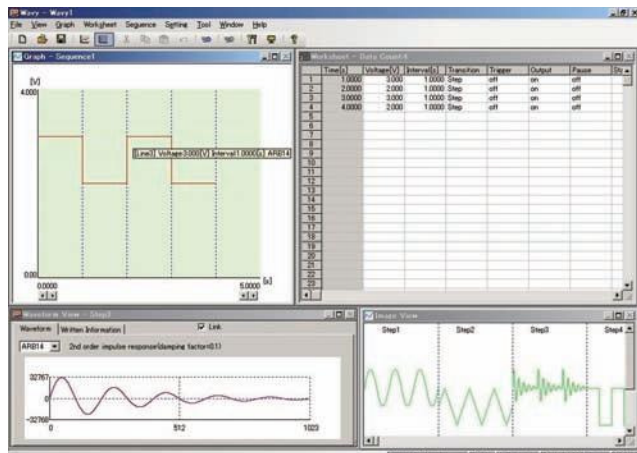 Wavy - Wavy1
File View Graph Worksheet Sequence Setting Tool Window Help
Graph - Sequence1
[V]
4.000
[Line3] Voltage:3.000[V] Interval:1.0000[s] ARB14
0.00
0.0000
5.0000
[s]
Worksheet - Data Count:4
Time[s] Voltage[V] Interval[s] Transition Trigger Output Pause
1 1.0000 3.000 1.0000 Step off on off
2 2.0000 2.000 1.0000 Step off on off
3 3.0000 3.000 1.0000 Step off on off
4 4.0000 2.000 1.0000 Step off on off
5
6
7
8
9
10
11
12
13
14
15
16
17
18
19
20
21
22
23
Waveform View - Step3
Waveform Written Information Link
ARB14 2nd order impulse response(damping factor=0.1)
32767
0
-32768
0 512 1023
Image View
Step1 Step2 Step3 Step4